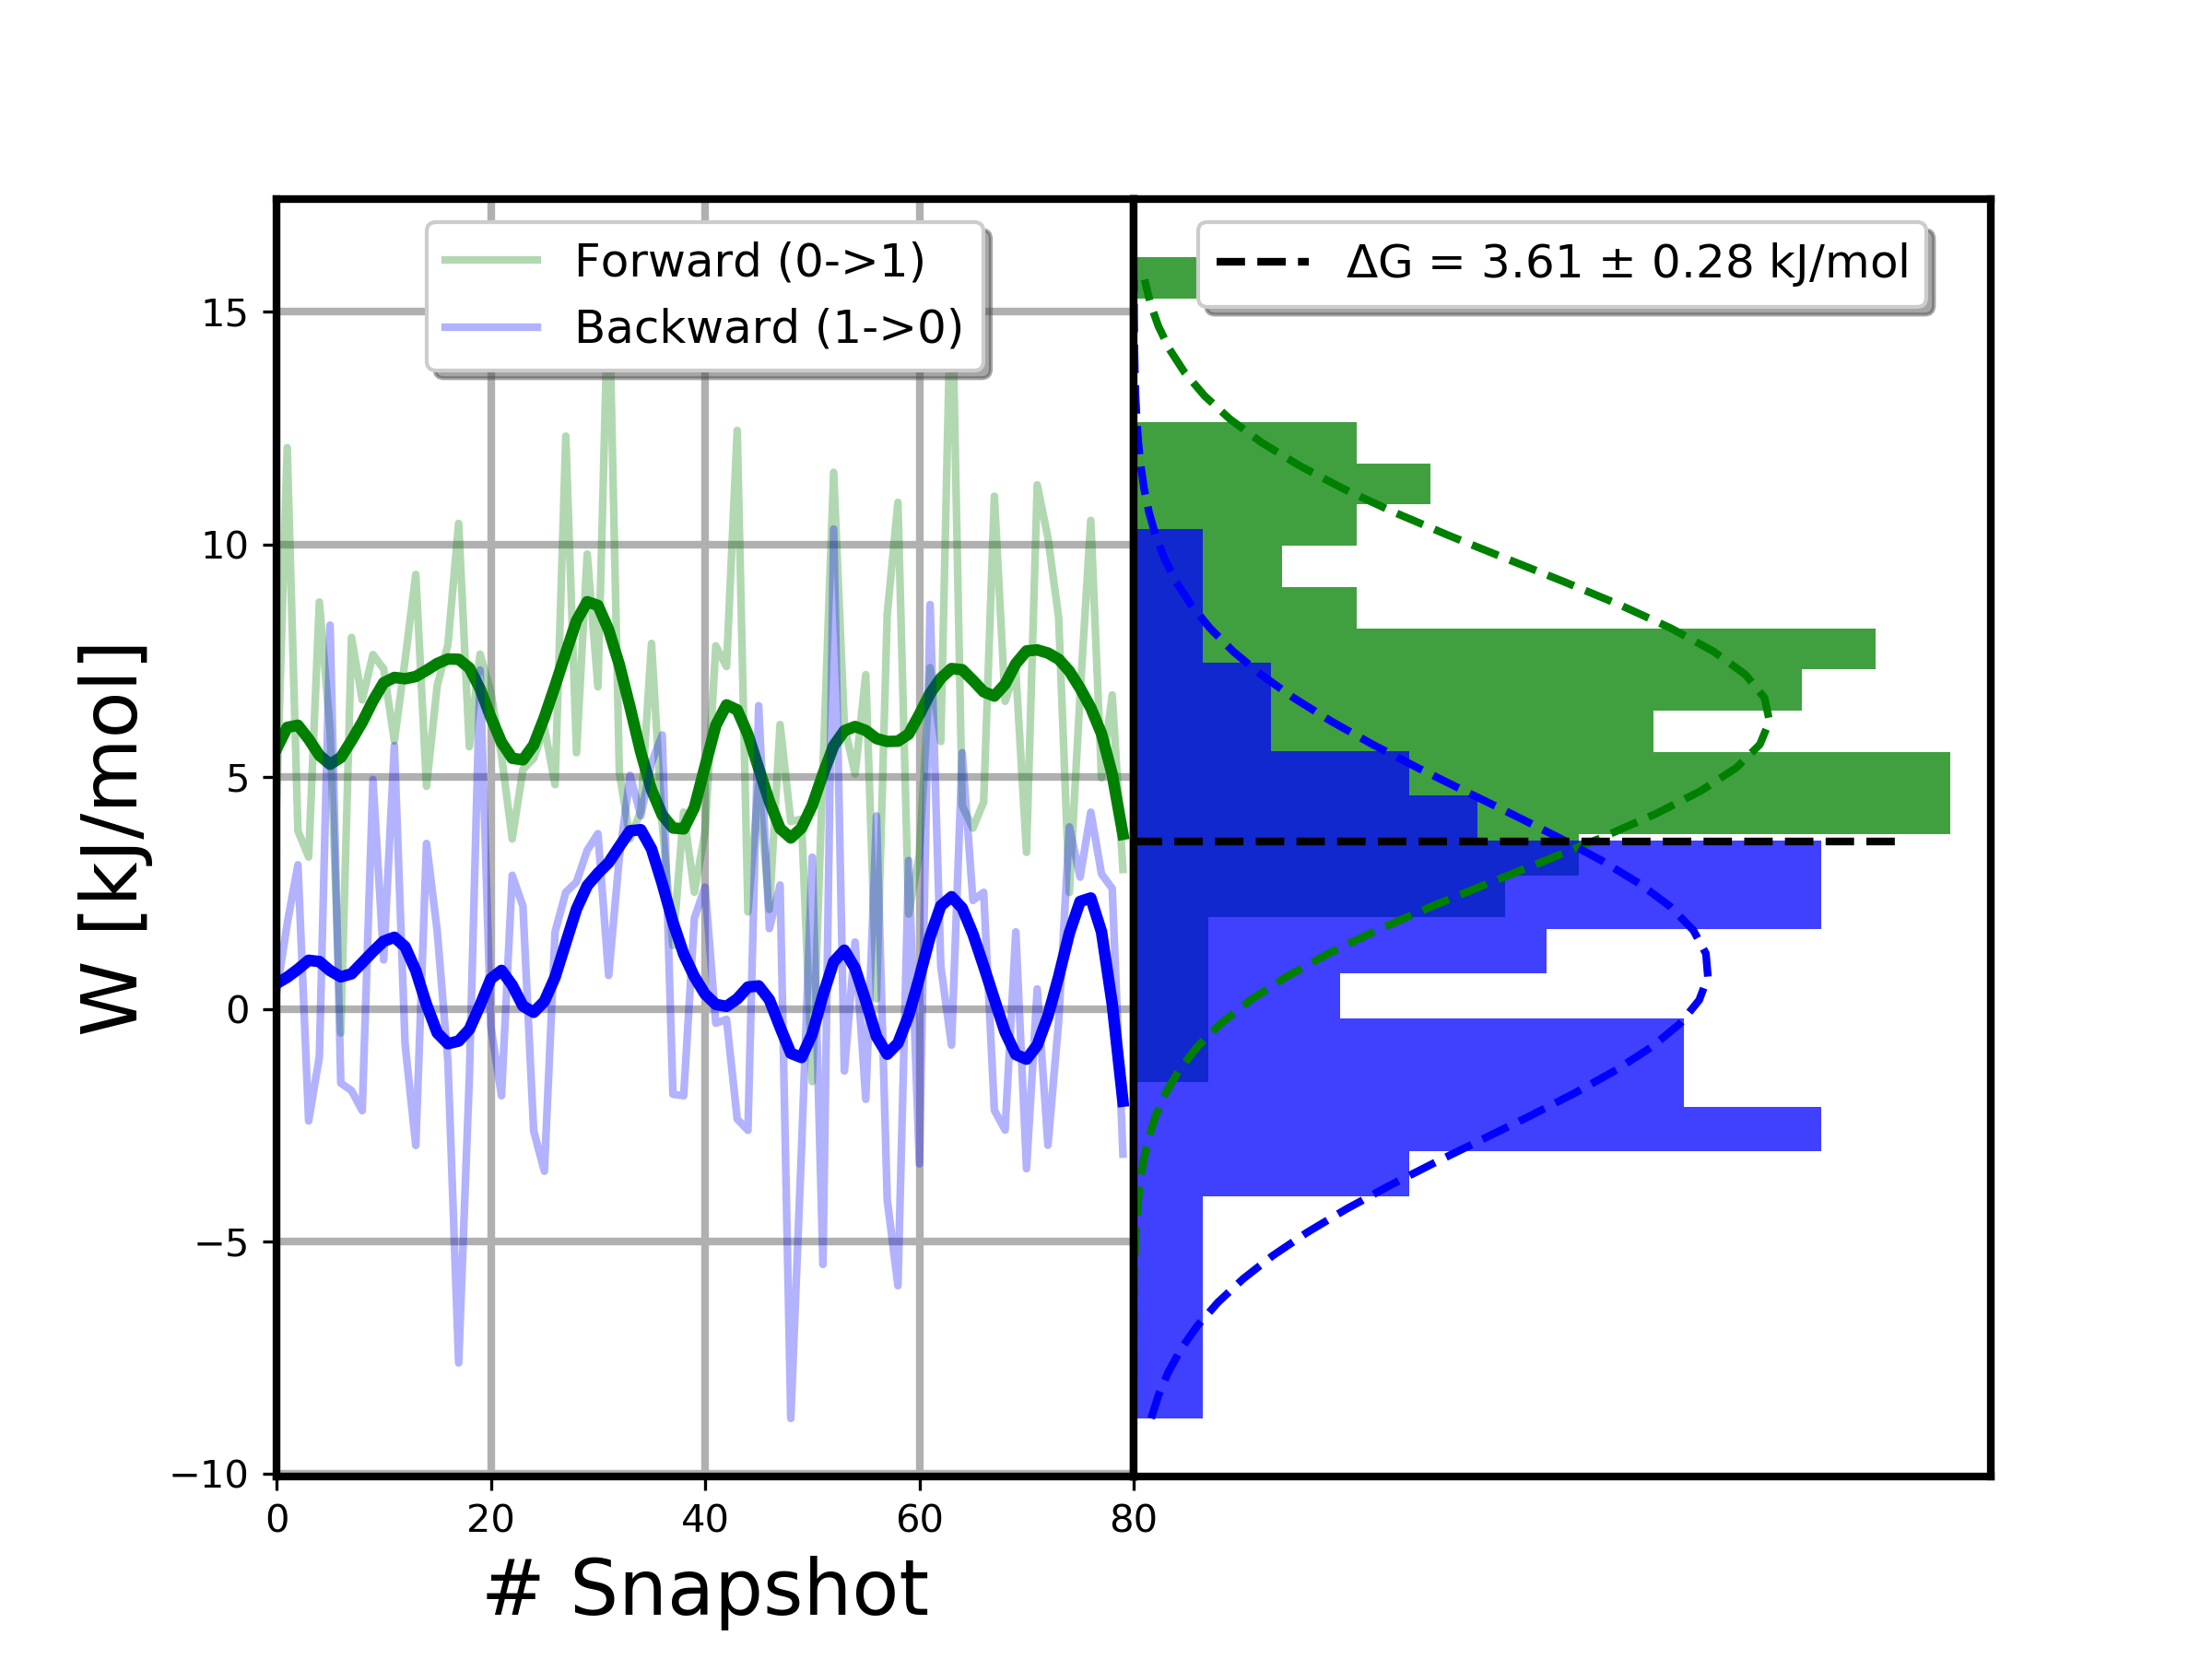 Forward (0->1)
Backward (1->0)
ΔG = 3.61 ± 0.28 kJ/mol
W [kJ/mol]
15
10
5
0
−5
−10
0 20 40 60 80
# Snapshot